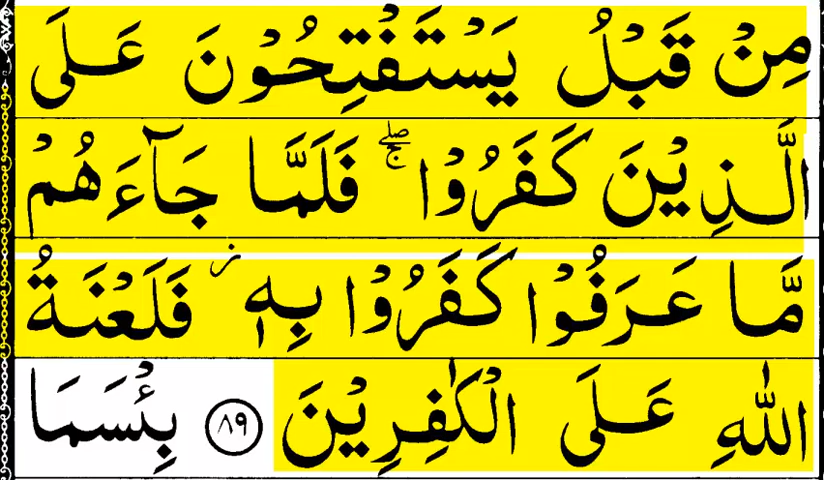 مِنْ قَبْلُ يَسْتَفْتِحُوْنَ عَلَى
الَّذِيْنَ كَفَرُوْا ۚۖ فَلَمَّا جَآءَهُمْ
مَّا عَرَفُوْا كَفَرُوْا بِهٖ ؗ فَلَعْنَةُ
اللّٰهِ عَلَى الْكٰفِرِيْنَ ﴿٨٩﴾ بِئْسَمَا